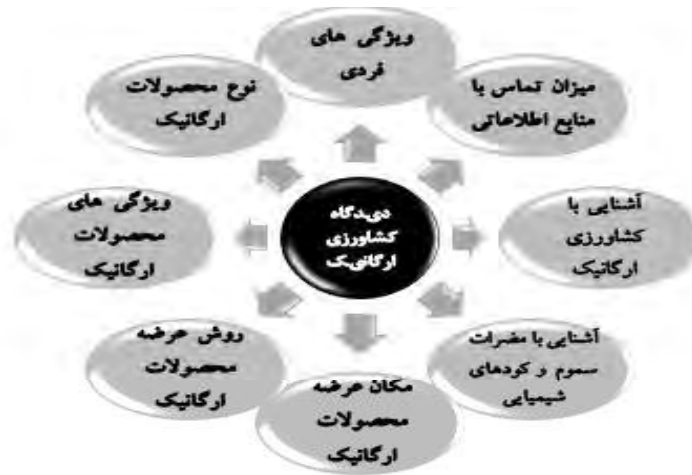 ویژگی های
فردی
میزان تماس با
منابع اطلاعاتی
آشنایی با
کشاورزی
ارگانیک
آشنایی با مضرات
سموم و کودهای
شیمیایی
مکان عرضه
محصولات
ارگانیک
روش عرضه
محصولات
ارگانیک
ویژگی های
محصولات
ارگانیک
نوع محصولات
ارگانیک
دیدگاه
کشاورزی
ارگانیک